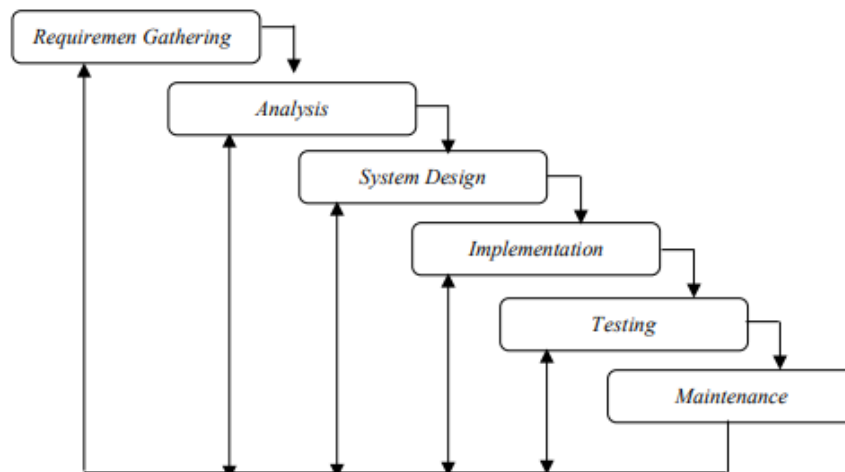 Requiremen Gathering
Analysis
System Design
Implementation
Testing
Maintenance